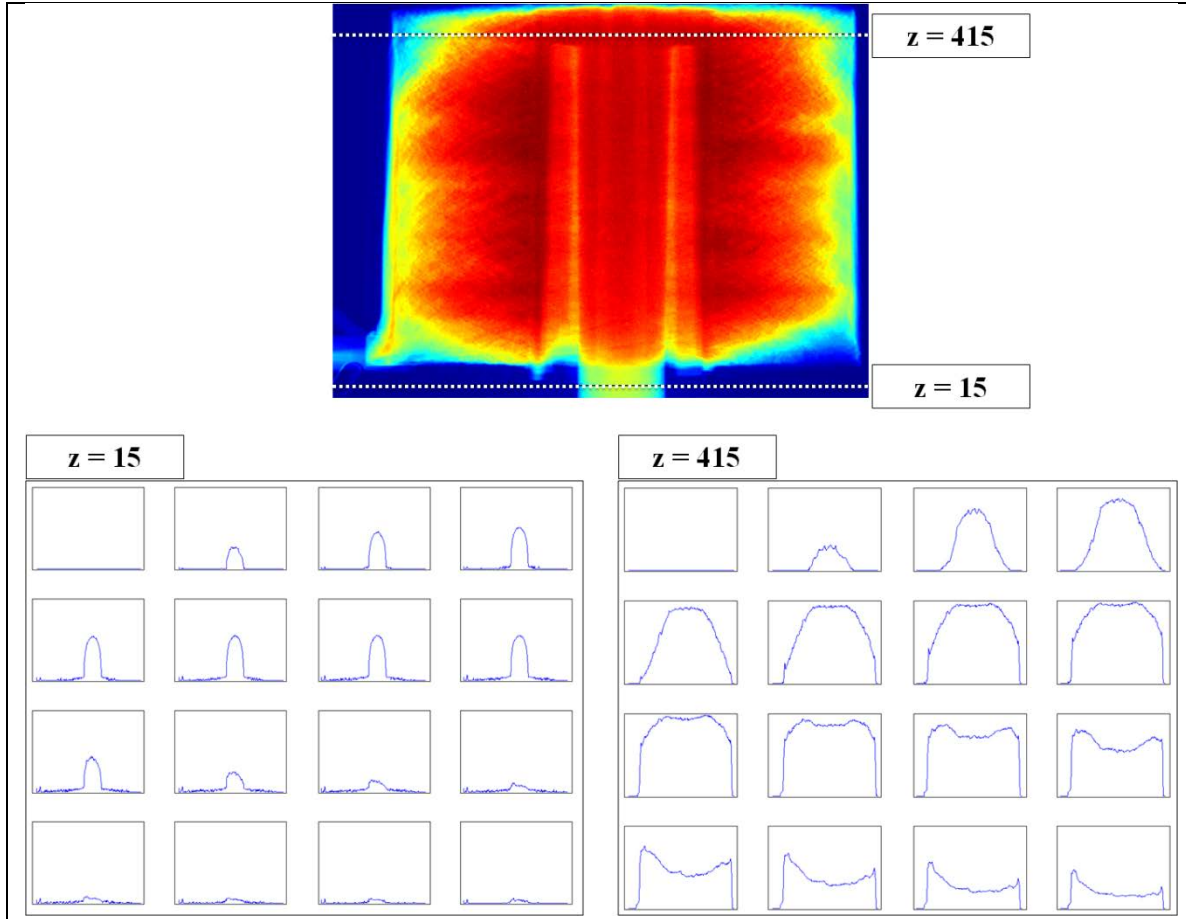 z = 415
z = 15
z = 15
z = 415